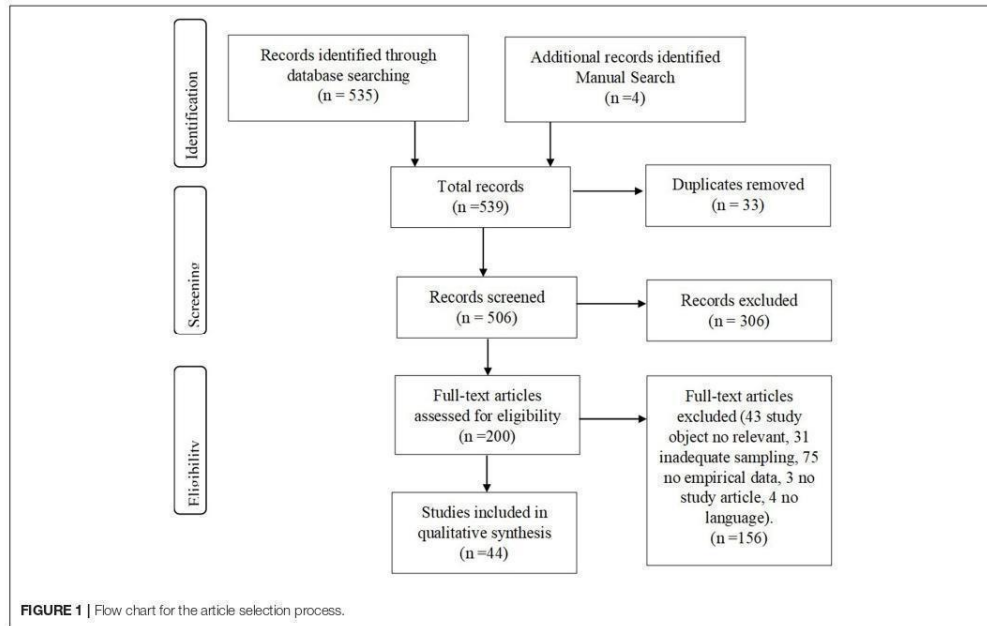 Identification
Records identified through
database searching
(n = 535)
Additional records identified
Manual Search
(n =4)
Total records
(n =539)
Duplicates removed
(n = 33)
Screening
Records screened
(n = 506)
Records excluded
(n = 306)
Eligibility
Full-text articles
assessed for eligibility
(n =200)
Full-text articles
excluded (43 study
object no relevant, 31
inadequate sampling, 75
no empirical data, 3 no
study article, 4 no
language).
(n =156)
Studies included in
qualitative synthesis
(n =44)
FIGURE 1 | Flow chart for the article selection process.